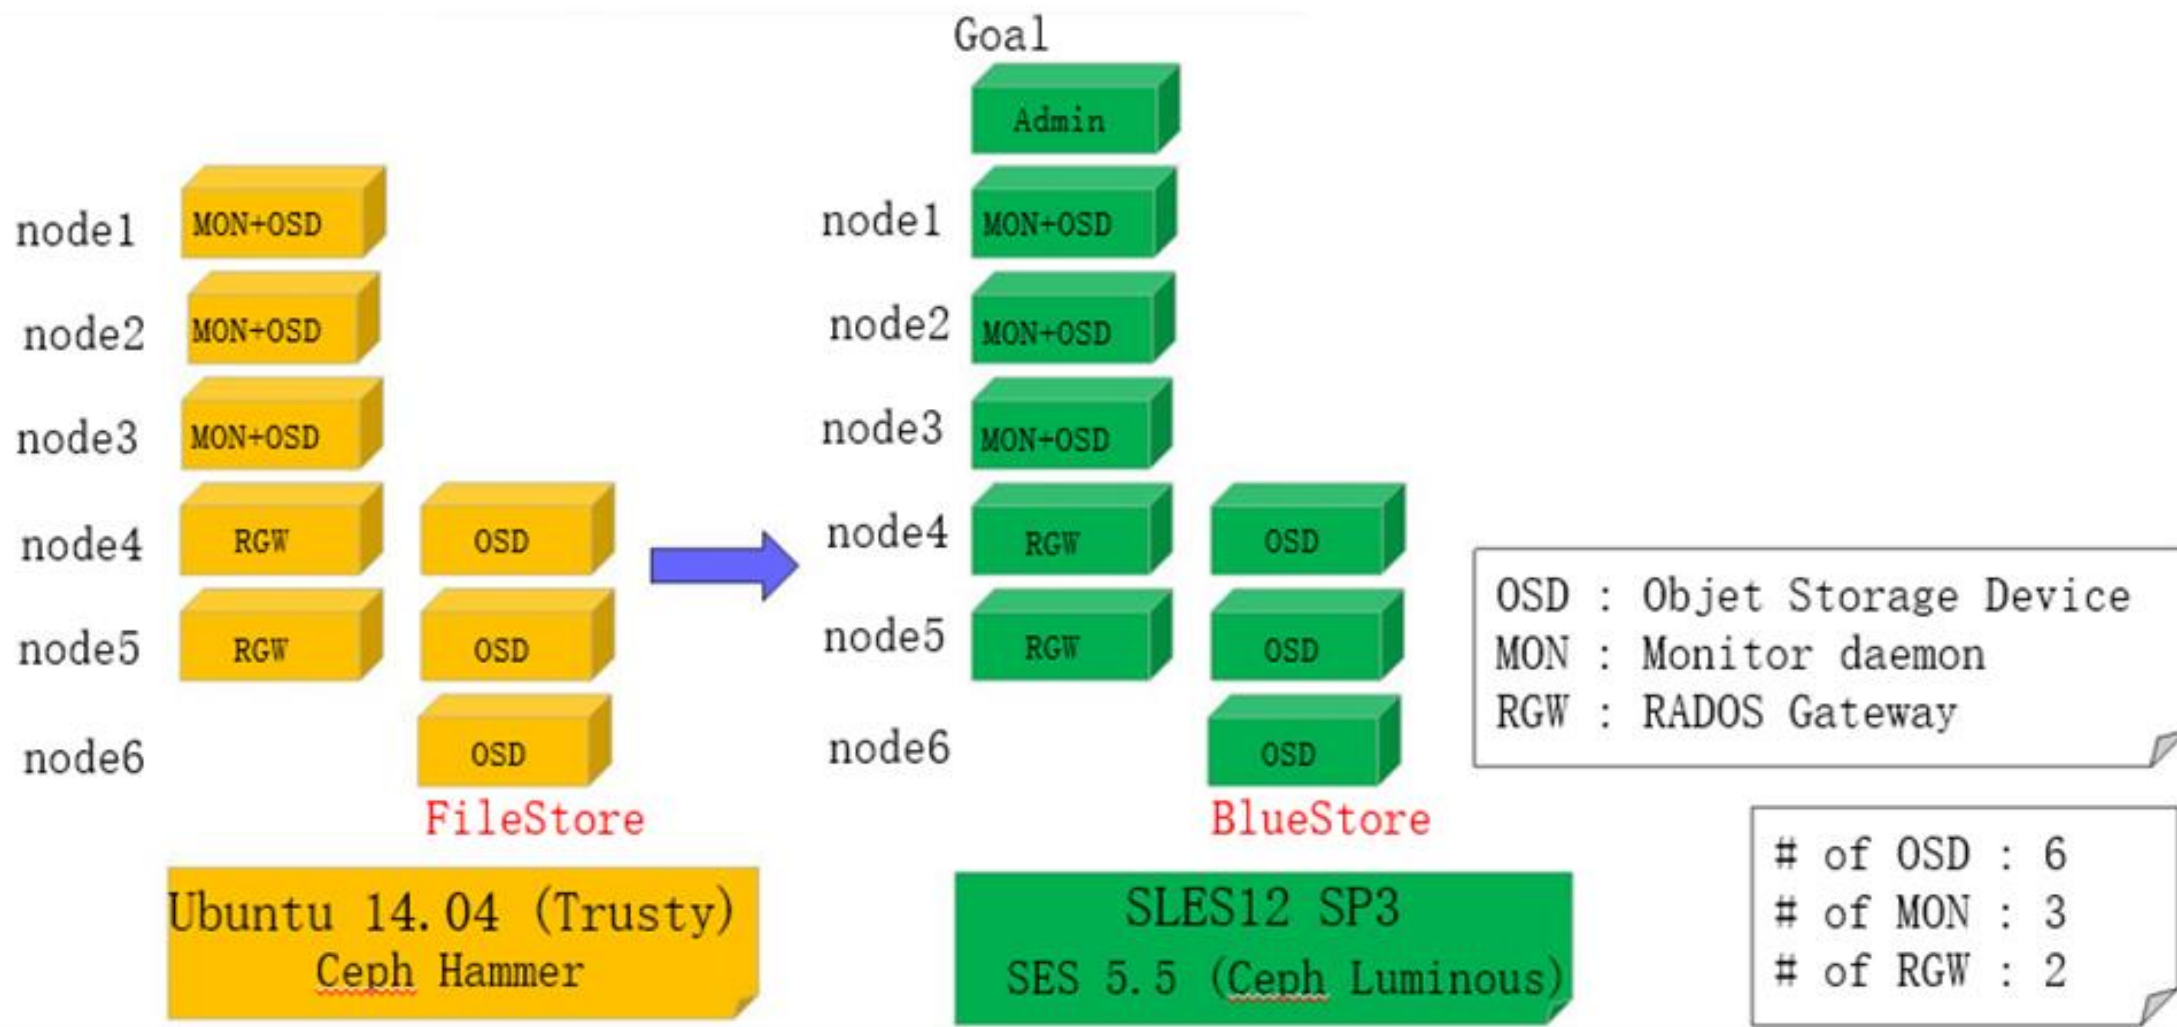 Goal
Admin
node1 MON+OSD
node2 MON+OSD
node3 MON+OSD
node4 RGW OSD
node5 RGW OSD
node6 OSD
FileStore
Ubuntu 14.04 (Trusty)
Ceph Hammer
node1 MON+OSD
node2 MON+OSD
node3 MON+OSD
node4 RGW OSD
node5 RGW OSD
node6 OSD
BlueStore
SLES12 SP3
SES 5.5 (Ceph Luminous)
OSD : Objet Storage Device
MON : Monitor daemon
RGW : RADOS Gateway
# of OSD : 6
# of MON : 3
# of RGW : 2